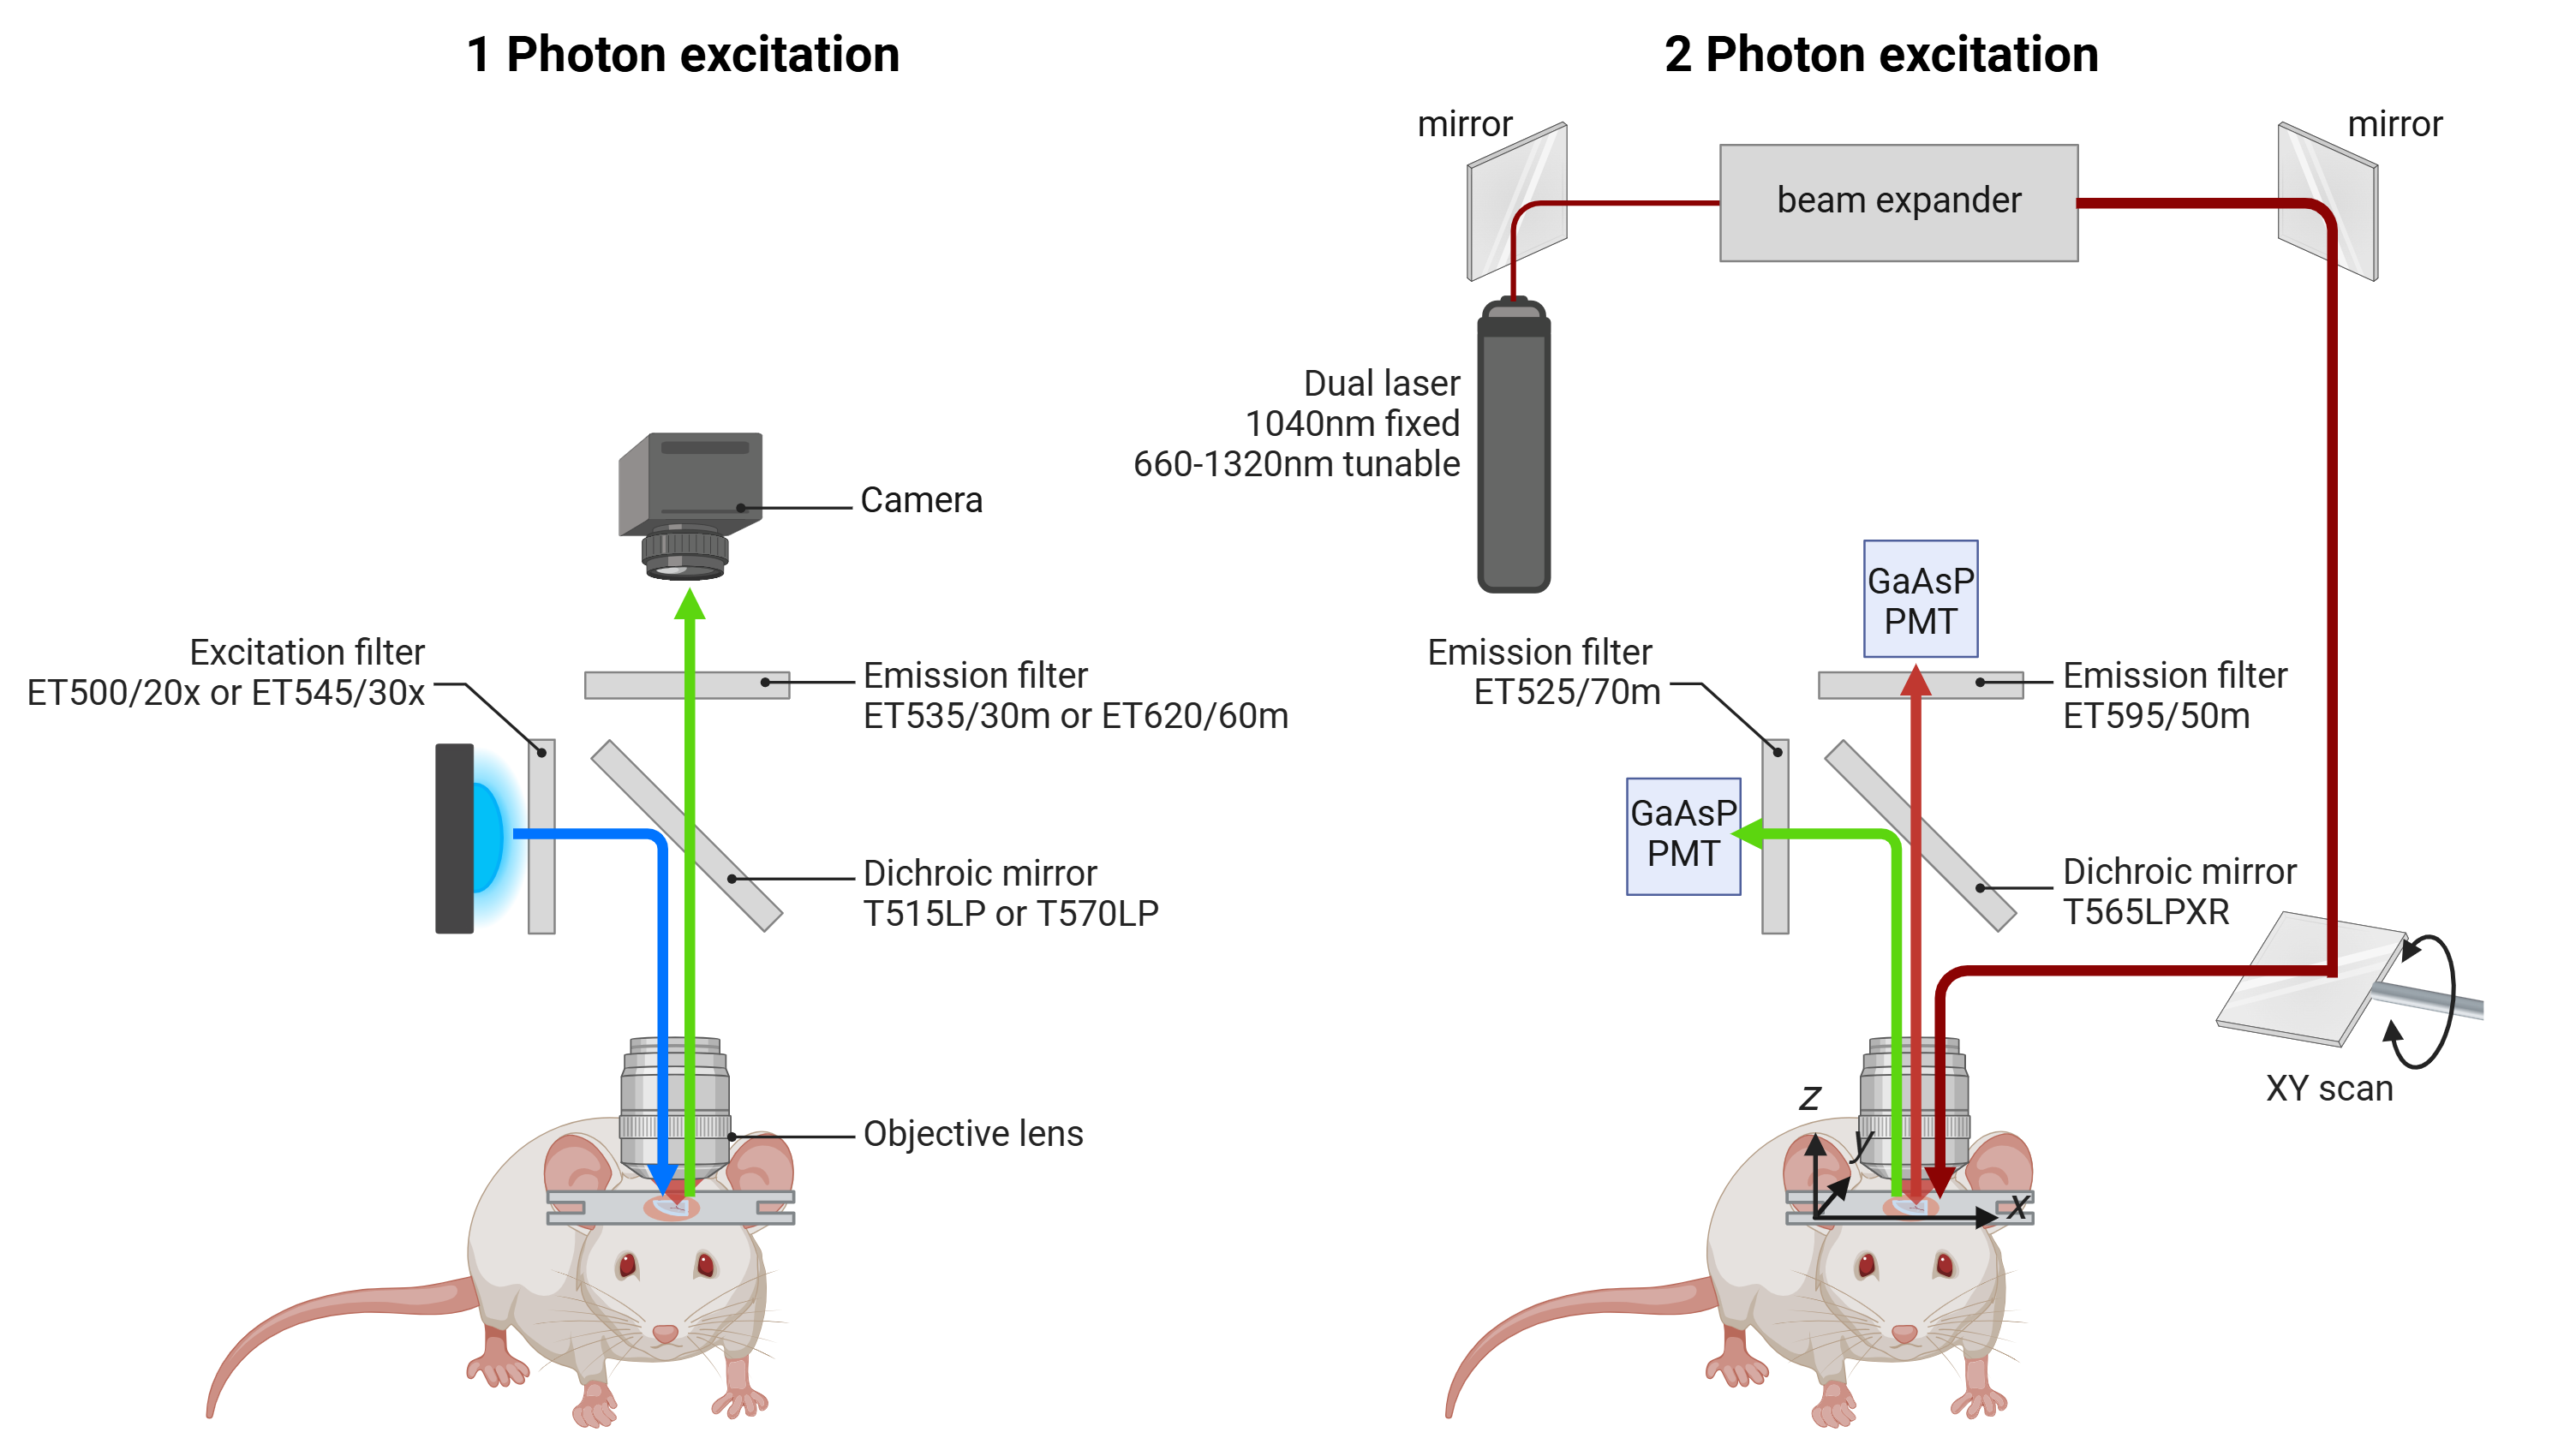 1 Photon excitation
Camera
Excitation filter
ET500/20x or ET545/30x
Emission filter
ET535/30m or ET620/60m
Dichroic mirror
T515LP or T570LP
Objective lens
2 Photon excitation
mirror
beam expander
mirror
Dual laser
1040nm fixed
660-1320nm tunable
GaAsP
PMT
Emission filter
ET525/70m
Emission filter
ET595/50m
GaAsP
PMT
Dichroic mirror
T565LPXR
XY scan
z
y
x